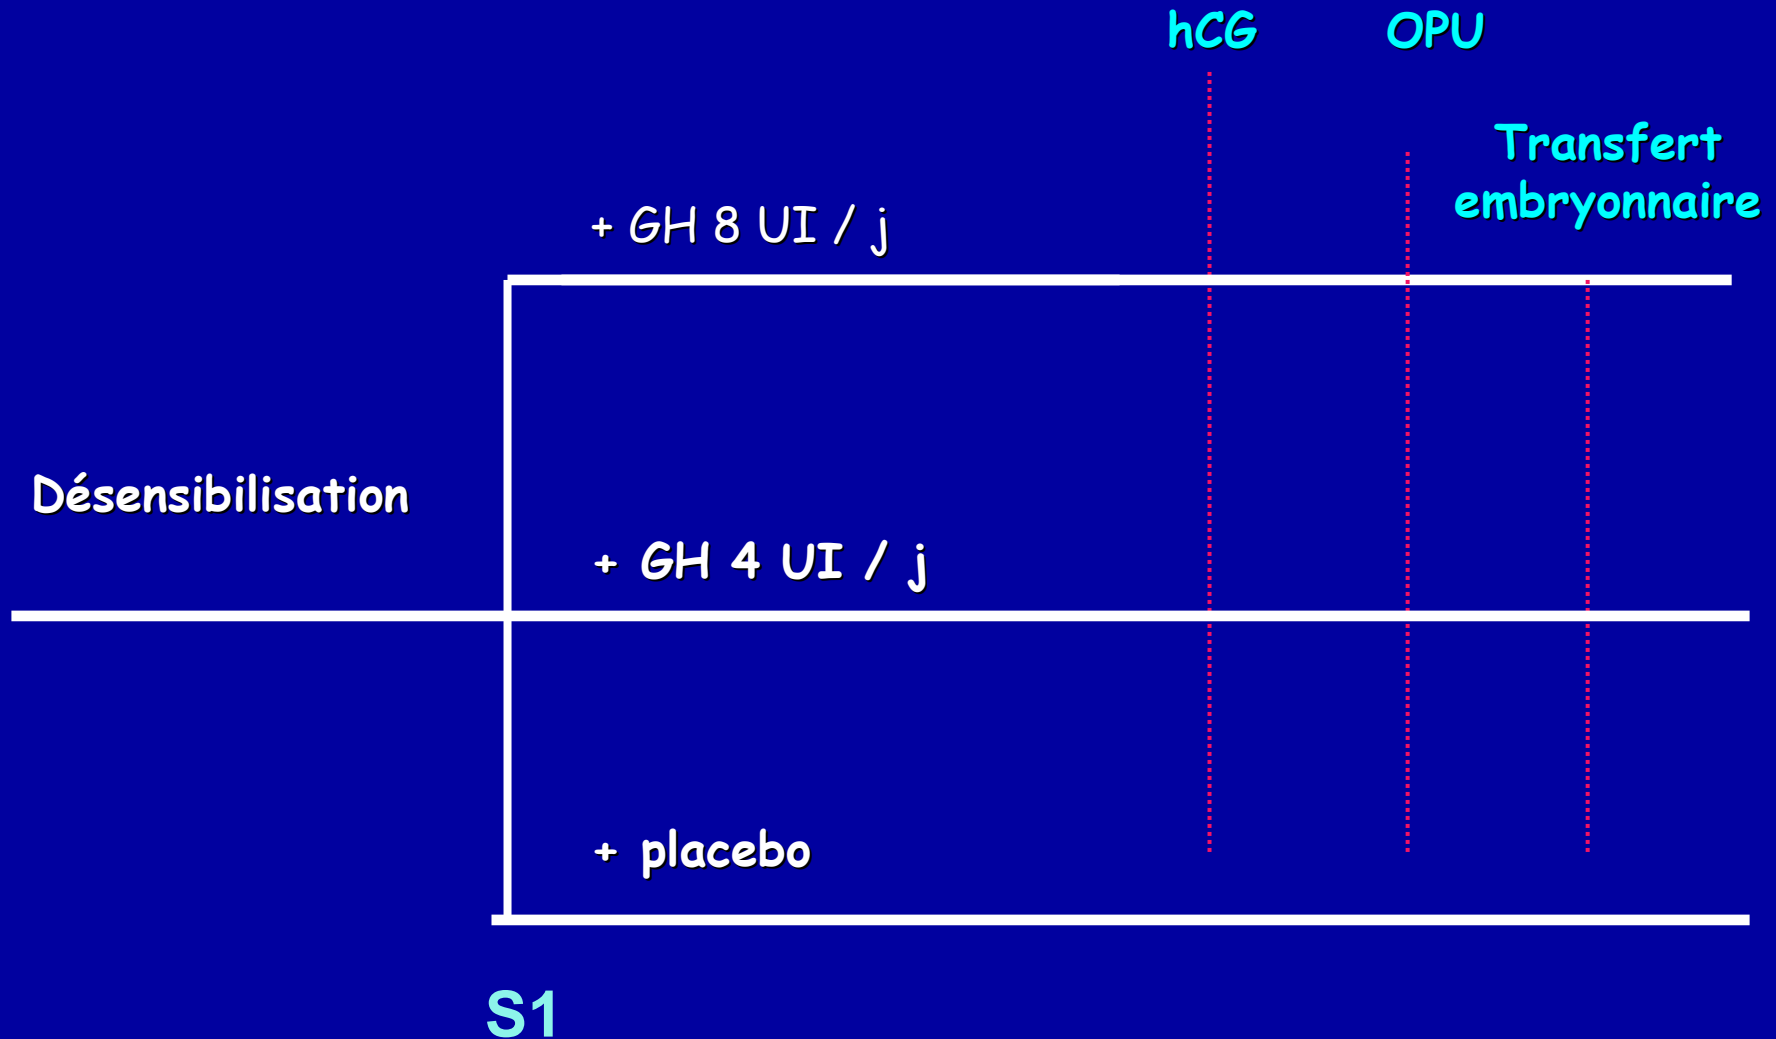 hCG OPU
Transfert
embryonnaire
+ GH 8 UI / j
Désensibilisation
+ GH 4 UI / j
+ placebo
S1